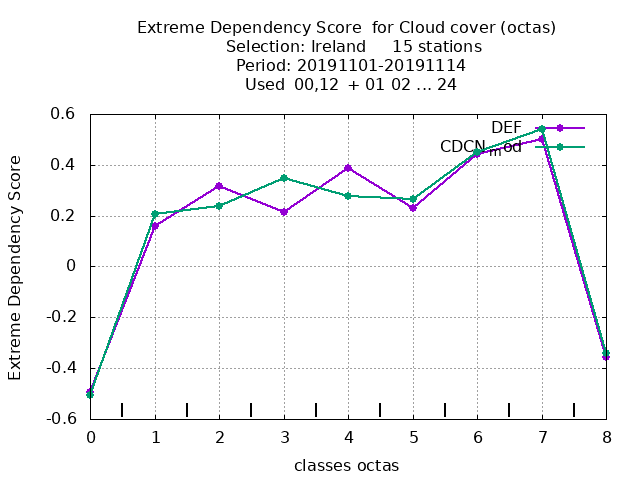 Extreme Dependency Score  for Cloud cover (octas)
Selection: Ireland     15 stations
Period: 20191101-20191114
Used  00,12  + 01 02 ... 24
DEF
CDCN_mod
0.6
0.4
0.2
0
-0.2
-0.4
-0.6
Extreme Dependency Score
0 1 2 3 4 5 6 7 8
classes octas